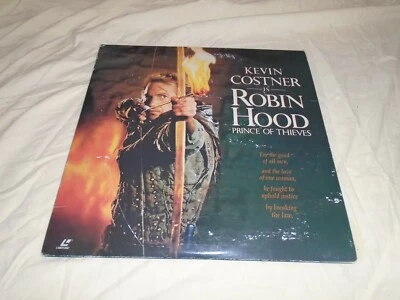 KEVIN
COSTNER
IS
ROBIN
HOOD
PRINCE OF THIEVES
For the good
of all men,
and the love
of one woman,
he fought to
uphold justice
by breaking
the law.